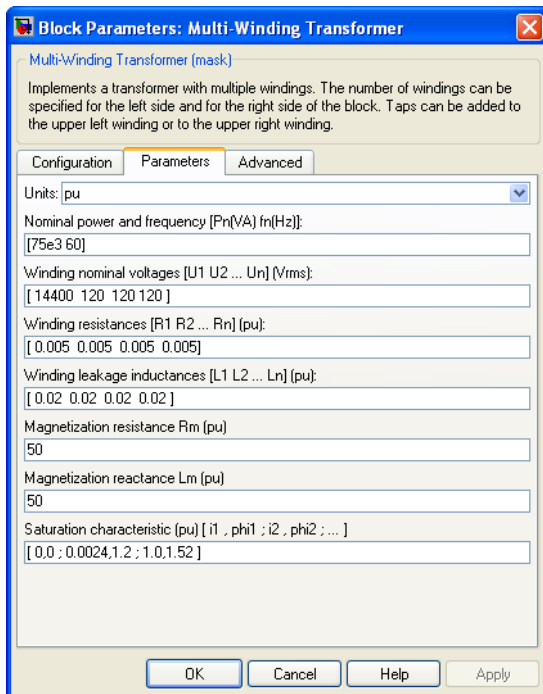 Block Parameters: Multi-Winding Transformer
Multi-Winding Transformer (mask)
Implements a transformer with multiple windings. The number of windings can be
specified for the left side and for the right side of the block. Taps can be added to
the upper left winding or to the upper right winding.
Configuration Parameters Advanced
Units: pu
Nominal power and frequency [Pn(VA) fn(Hz)]:
[75e3 60]
Winding nominal voltages [U1 U2 ... Un] (Vrms):
[ 14400 120 120 120 ]
Winding resistances [R1 R2 ... Rn] (pu):
[ 0.005 0.005 0.005 0.005]
Winding leakage inductances [L1 L2 ... Ln] (pu):
[ 0.02 0.02 0.02 0.02 ]
Magnetization resistance Rm (pu)
50
Magnetization reactance Lm (pu)
50
Saturation characteristic (pu) [ i1 , phi1 ; i2 , phi2 ; ... ]
[ 0,0 ; 0.0024,1.2 ; 1.0,1.52 ]
OK Cancel Help Apply